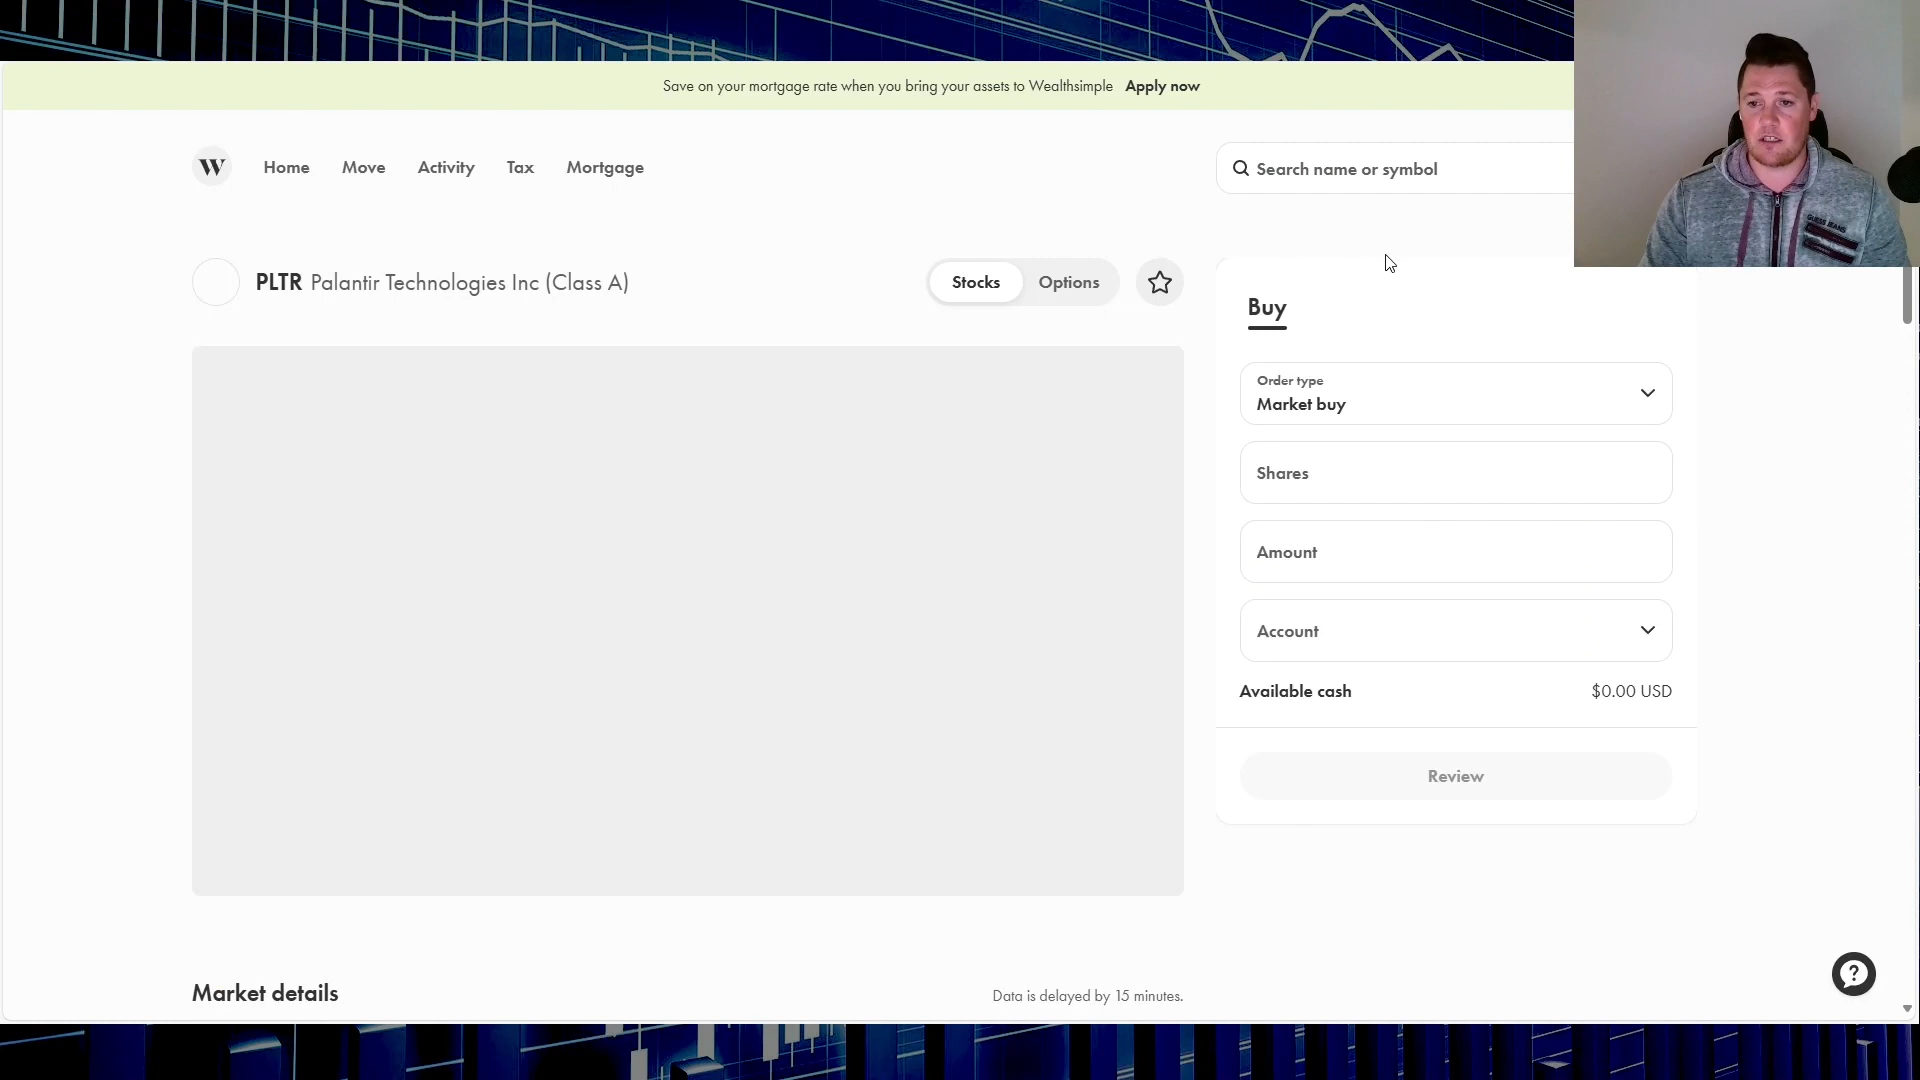 Save on your mortgage rate when you bring your assets to Wealthsimple Apply now
W Home Move Activity Tax Mortgage
Search name or symbol
GUESS JEANS
PLTR Palantir Technologies Inc (Class A)
Stocks Options
Buy
Order type
Market buy
Shares
Amount
Account
Available cash $0.00 USD
Review
Market details
Data is delayed by 15 minutes.
?